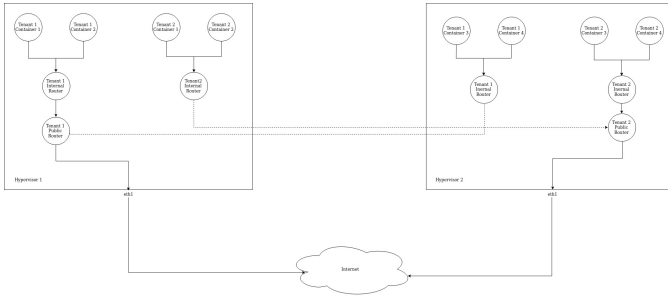 Tenant 1
Container 1
Tenant 1
Container 2
Tenant 2
Container 1
Tenant 2
Container 2
Tenant 1
Container 3
Tenant 1
Container 4
Tenant 2
Container 3
Tenant 2
Container 4
Tenant 1
Internal
Router
Tenant2
Internal
Router
Tenant 1
Inernal
Router
Tenant 2
Inernal
Router
Tenant 1
Public
Router
Tenant 2
Public
Router
Hypervisor 1
Hypervisor 2
eth1
eth1
Internet